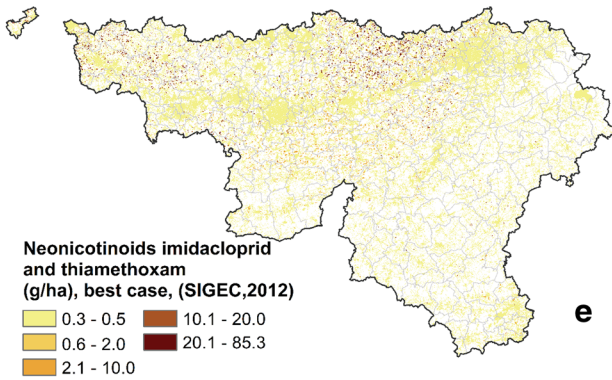 Neonicotinoids imidacloprid
and thiamethoxam
(g/ha), best case, (SIGEC,2012)
0.3 - 0.5
10.1 - 20.0
0.6 - 2.0
20.1 - 85.3
2.1 - 10.0
e